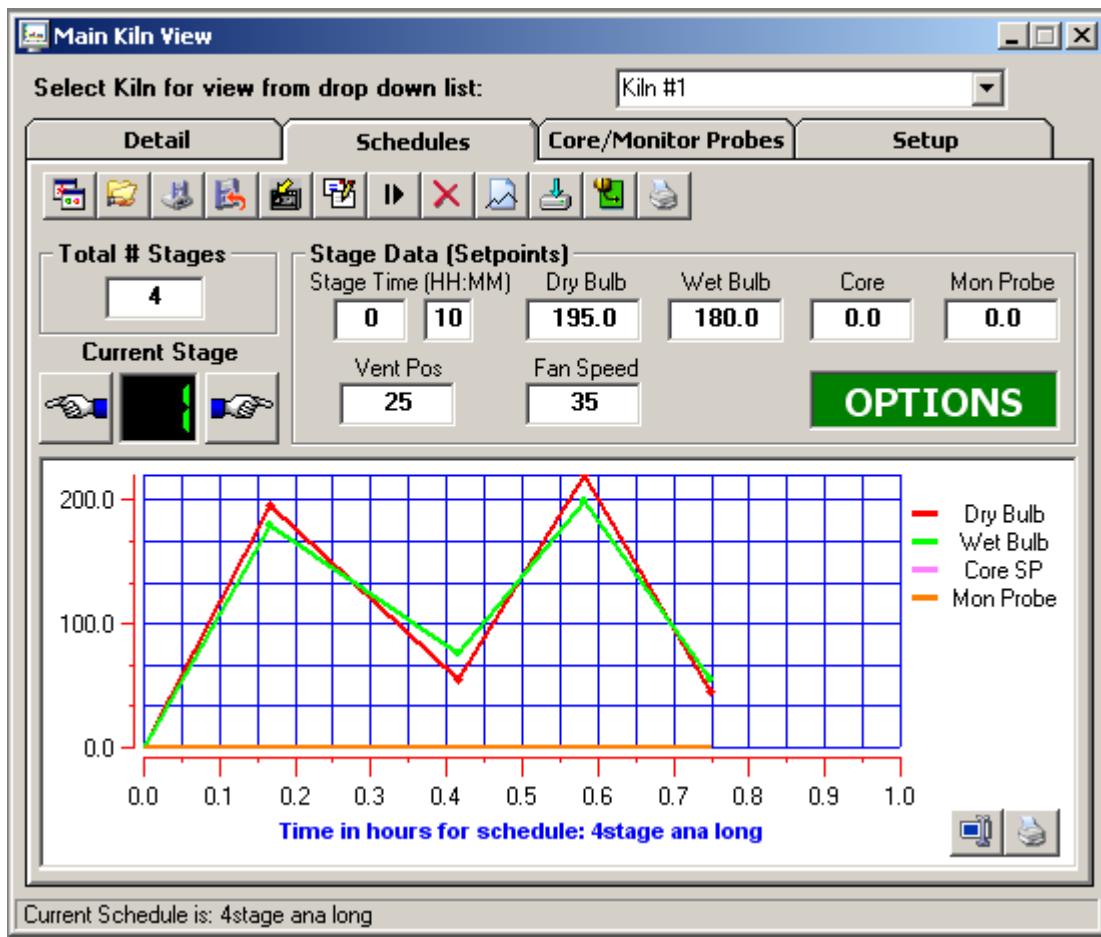 Main Kiln View
Select Kiln for view from drop down list: Kiln #1
Detail Schedules Core/Monitor Probes Setup
Total # Stages
4
Current Stage
1
Stage Data (Setpoints)
Stage Time (HH:MM) Dry Bulb Wet Bulb Core Mon Probe
0 10 195.0 180.0 0.0 0.0
Vent Pos Fan Speed
25 35
OPTIONS
200.0
100.0
0.0
0.0 0.1 0.2 0.3 0.4 0.5 0.6 0.7 0.8 0.9 1.0
Time in hours for schedule: 4stage ana long
Dry Bulb
Wet Bulb
Core SP
Mon Probe
Current Schedule is: 4stage ana long